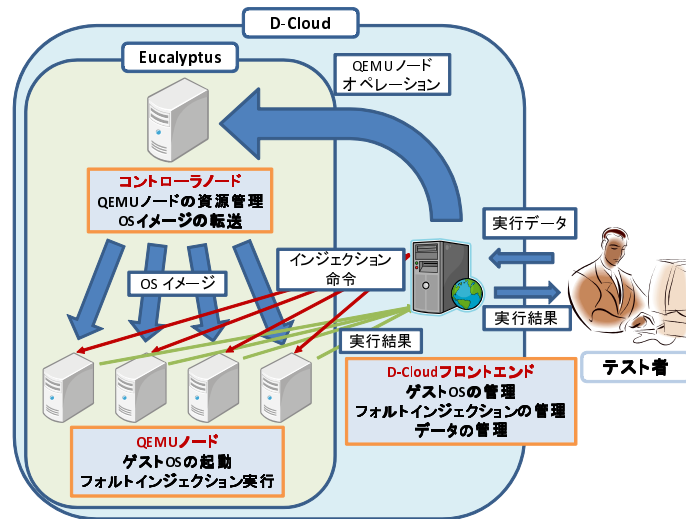 D-Cloud
Eucalyptus
QEMUノード
オペレーション
コントローラノード
QEMUノードの資源管理
OSイメージの転送
実行データ
インジェクション
命令
OS イメージ
実行結果
実行結果
テスト者
D-Cloudフロントエンド
ゲストOSの管理
フォルトインジェクションの管理
データの管理
QEMUノード
ゲストOSの起動
フォルトインジェクション実行